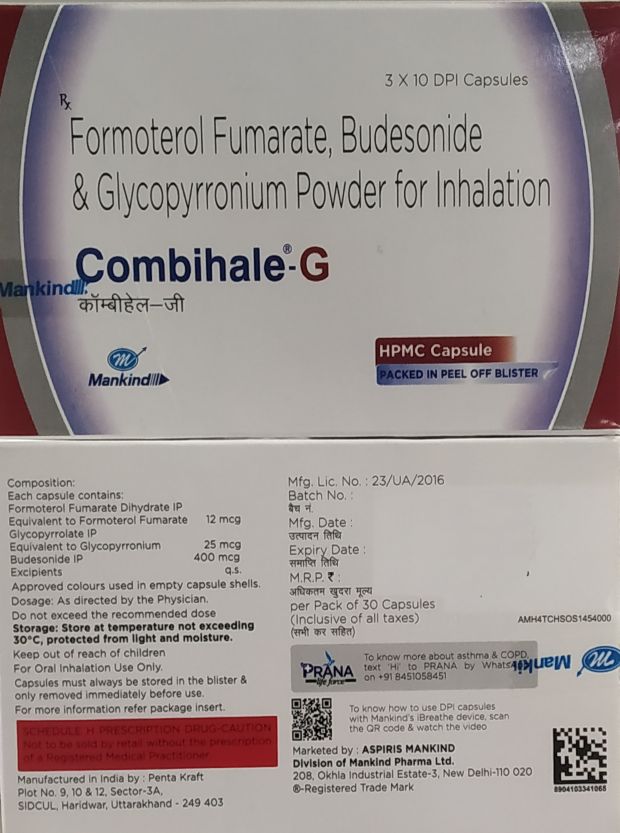 3 X 10 DPI Capsules
Rx
Formoterol Fumarate, Budesonide
& Glycopyrronium Powder for Inhalation
Combihale®-G
Mankind
कॉम्बीहेल-जी
m
Mankind
HPMC Capsule
PACKED IN PEEL OFF BLISTER
Composition:
Each capsule contains:
Formoterol Fumarate Dihydrate IP
Equivalent to Formoterol Fumarate 12 mcg
Glycopyrrolate IP
Equivalent to Glycopyrronium 25 mcg
Budesonide IP 400 mcg
Excipients q.s.
Approved colours used in empty capsule shells.
Dosage: As directed by the Physician.
Do not exceed the recommended dose
Storage: Store at temperature not exceeding
30°C, protected from light and moisture.
Keep out of reach of children
For Oral Inhalation Use Only.
Capsules must always be stored in the blister &
only removed immediately before use.
For more information refer package insert.
SCHEDULE H PRESCRIPTION DRUG-CAUTION
Not to be sold by retail without the prescription
of a Registered Medical Practitioner.
Manufactured in India by : Penta Kraft
Plot No. 9, 10 & 12, Sector-3A,
SIDCUL, Haridwar, Uttarakhand - 249 403
Mfg. Lic. No. : 23/UA/2016
Batch No. :
बैच नं.
Mfg. Date :
उत्पादन तिथि
Expiry Date :
समाप्ति तिथि
M.R.P. ₹ :
अधिकतम खुदरा मूल्य
per Pack of 30 Capsules
(Inclusive of all taxes)
(सभी कर सहित)
AMH4TCHSOS1454000
PRANA
life force
To know more about asthma & COPD,
text 'Hi' to PRANA by WhatsApp
on +91 8451058451
Mankind
m
To know how to use DPI capsules
with Mankind's iBreathe device, scan
the QR code & watch the video
Marketed by : ASPIRIS MANKIND
Division of Mankind Pharma Ltd.
208, Okhla Industrial Estate-3, New Delhi-110 020
®-Registered Trade Mark
8904103341065